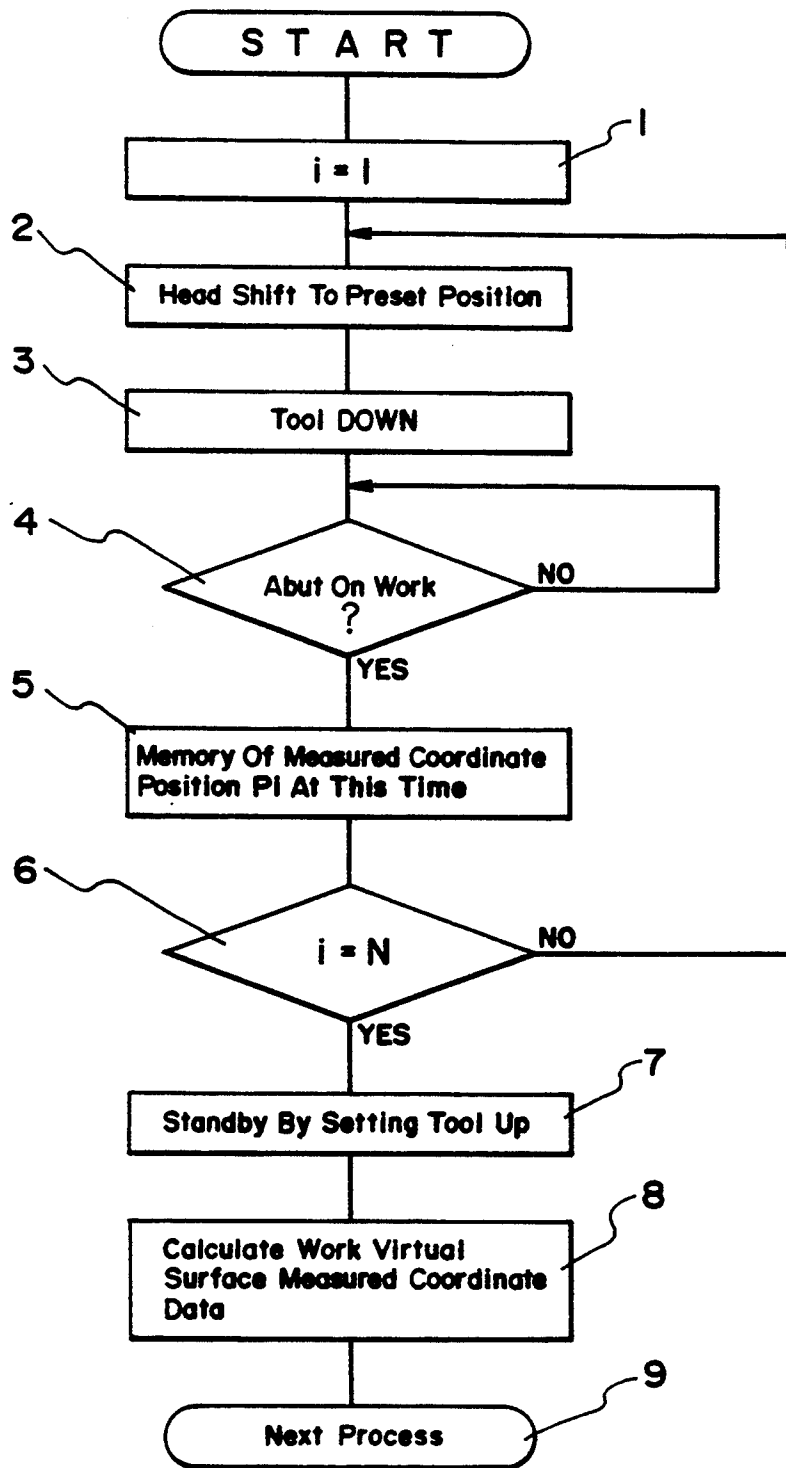 START
1
i = 1
2
Head Shift To Preset Position
3
Tool DOWN
4
Abut On Work
?
NO
YES
5
Memory Of Measured Coordinate
Position Pi At This Time
6
i = N
NO
YES
7
Standby By Setting Tool Up
8
Calculate Work Virtual
Surface Measured Coordinate
Data
9
Next Process